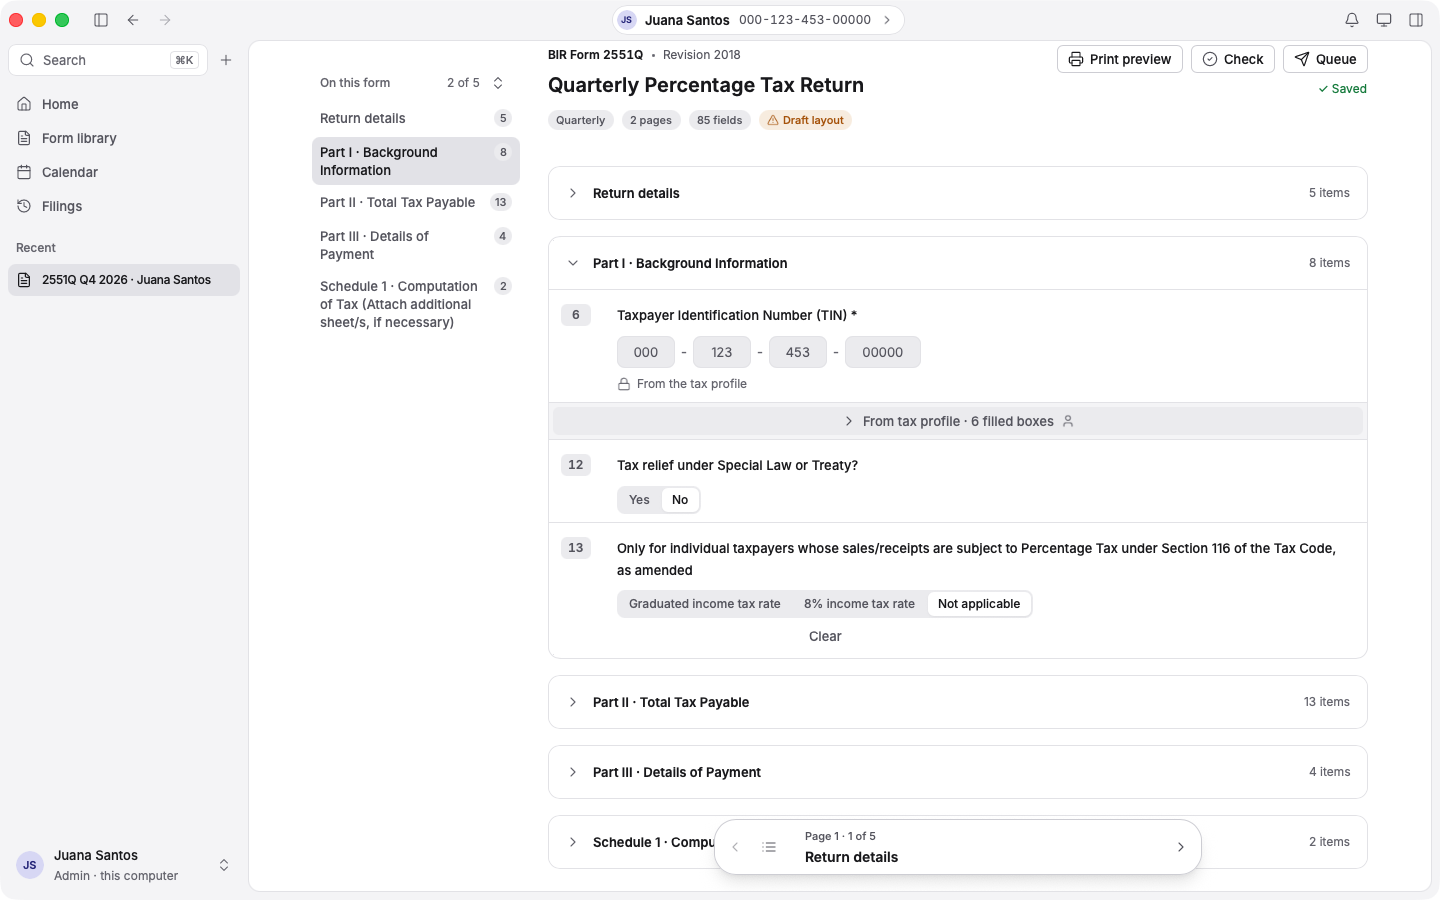 JS Juana Santos 000-123-453-00000
Search ⌘K
Home
Form library
Calendar
Filings
Recent
2551Q Q4 2026 · Juana Santos
JS
Juana Santos
Admin · this computer
On this form 2 of 5
Return details 5
Part I · Background 8
Information
Part II · Total Tax Payable 13
Part III · Details of 4
Payment
Schedule 1 · Computation 2
of Tax (Attach additional
sheet/s, if necessary)
BIR Form 2551Q • Revision 2018
Quarterly Percentage Tax Return
Print preview Check Queue
Saved
Quarterly 2 pages 85 fields Draft layout
Return details 5 items
Part I · Background Information 8 items
6 Taxpayer Identification Number (TIN) *
000 - 123 - 453 - 00000
From the tax profile
From tax profile · 6 filled boxes
12 Tax relief under Special Law or Treaty?
Yes No
13 Only for individual taxpayers whose sales/receipts are subject to Percentage Tax under Section 116 of the Tax Code,
as amended
Graduated income tax rate 8% income tax rate Not applicable
Clear
Part II · Total Tax Payable 13 items
Part III · Details of Payment 4 items
Schedule 1 · Compu 2 items
Page 1 · 1 of 5
Return details